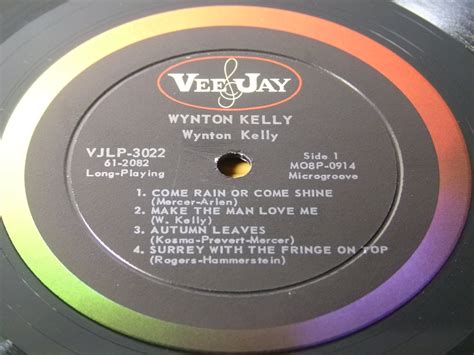 VEE JAY
WYNTON KELLY
Wynton Kelly
VJLP-3022
61-2082
Long-Playing
Side 1
MO8P-0914
Microgroove
1. COME RAIN OR COME SHINE
(Mercer-Arlen)
2. MAKE THE MAN LOVE ME
(W. Kelly)
3. AUTUMN LEAVES
(Kosma-Prevert-Mercer)
4. SURREY WITH THE FRINGE ON TOP
(Rogers-Hammerstein)